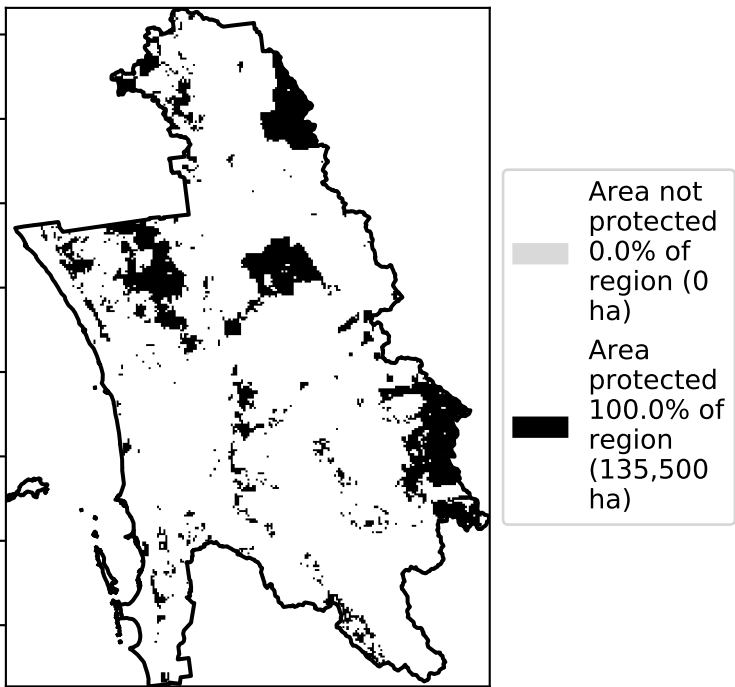 Area not
protected
0.0% of
region (0
ha)
Area
protected
100.0% of
region
(135,500
ha)